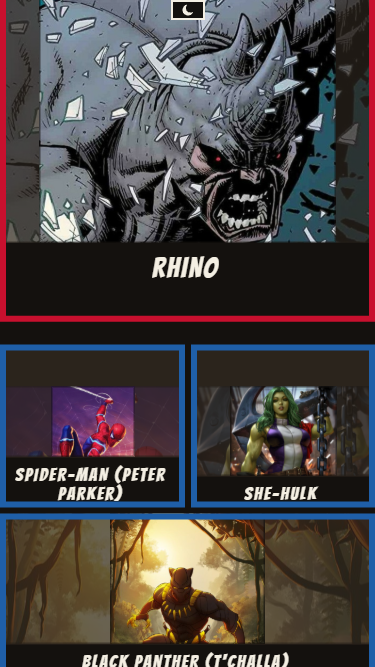 RHINO
SPIDER-MAN (PETER
PARKER)
SHE-HULK
BLACK PANTHER (T'CHALLA)